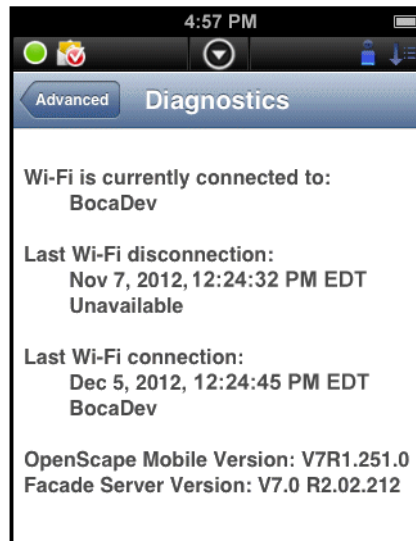 4:57 PM
Advanced
Diagnostics
Wi-Fi is currently connected to:
BocaDev
Last Wi-Fi disconnection:
Nov 7, 2012, 12:24:32 PM EDT
Unavailable
Last Wi-Fi connection:
Dec 5, 2012, 12:24:45 PM EDT
BocaDev
OpenScape Mobile Version: V7R1.251.0
Facade Server Version: V7.0 R2.02.212